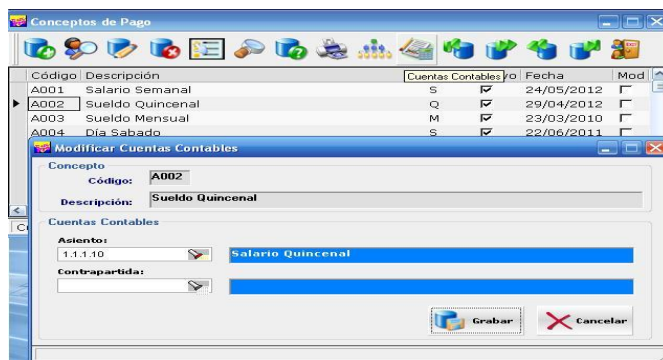 Conceptos de Pago
Código Descripción Cuentas Contables vo Fecha Mod
A001 Salario Semanal S 24/05/2012
A002 Sueldo Quincenal Q 29/04/2012
A003 Sueldo Mensual M 23/03/2010
A004 Día Sabado S 22/06/2011
Modificar Cuentas Contables
Concepto
Código: A002
Descripción: Sueldo Quincenal
Cuentas Contables
Asiento:
1.1.1.10 Salario Quincenal
Contrapartida:
Grabar Cancelar